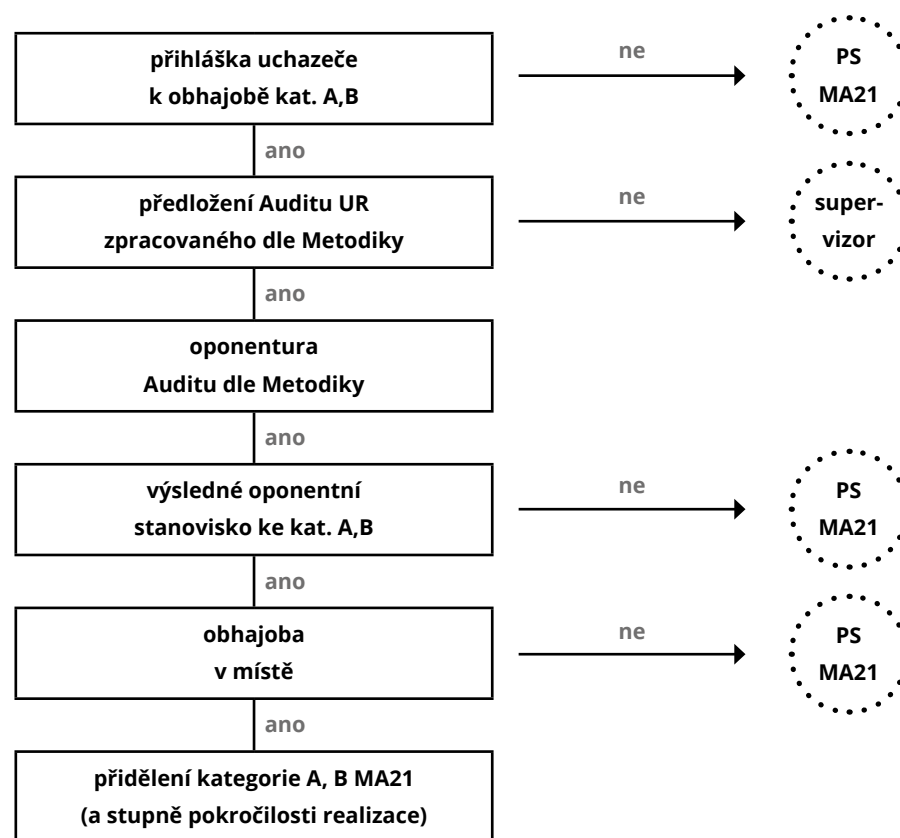 přihláška uchazeče
k obhajobě kat. A,B
ne
PS
MA21
ano
předložení Auditu UR
zpracovaného dle Metodiky
ne
super-
vizor
ano
oponentura
Auditu dle Metodiky
ano
výsledné oponentní
stanovisko ke kat. A,B
ne
PS
MA21
ano
obhajoba
v místě
ne
PS
MA21
ano
přidělení kategorie A, B MA21
(a stupně pokročilosti realizace)